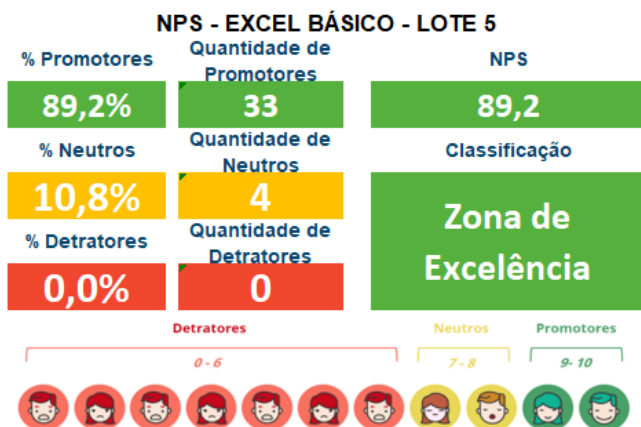 NPS - EXCEL BÁSICO - LOTE 5
% Promotores
Quantidade de
Promotores
NPS
89,2%
33
89,2
% Neutros
Quantidade de
Neutros
Classificação
10,8%
4
Zona de
Excelência
% Detratores
Quantidade de
Detratores
0,0%
0
Detratores
Neutros
Promotores
0 - 6
7 - 8
9- 10